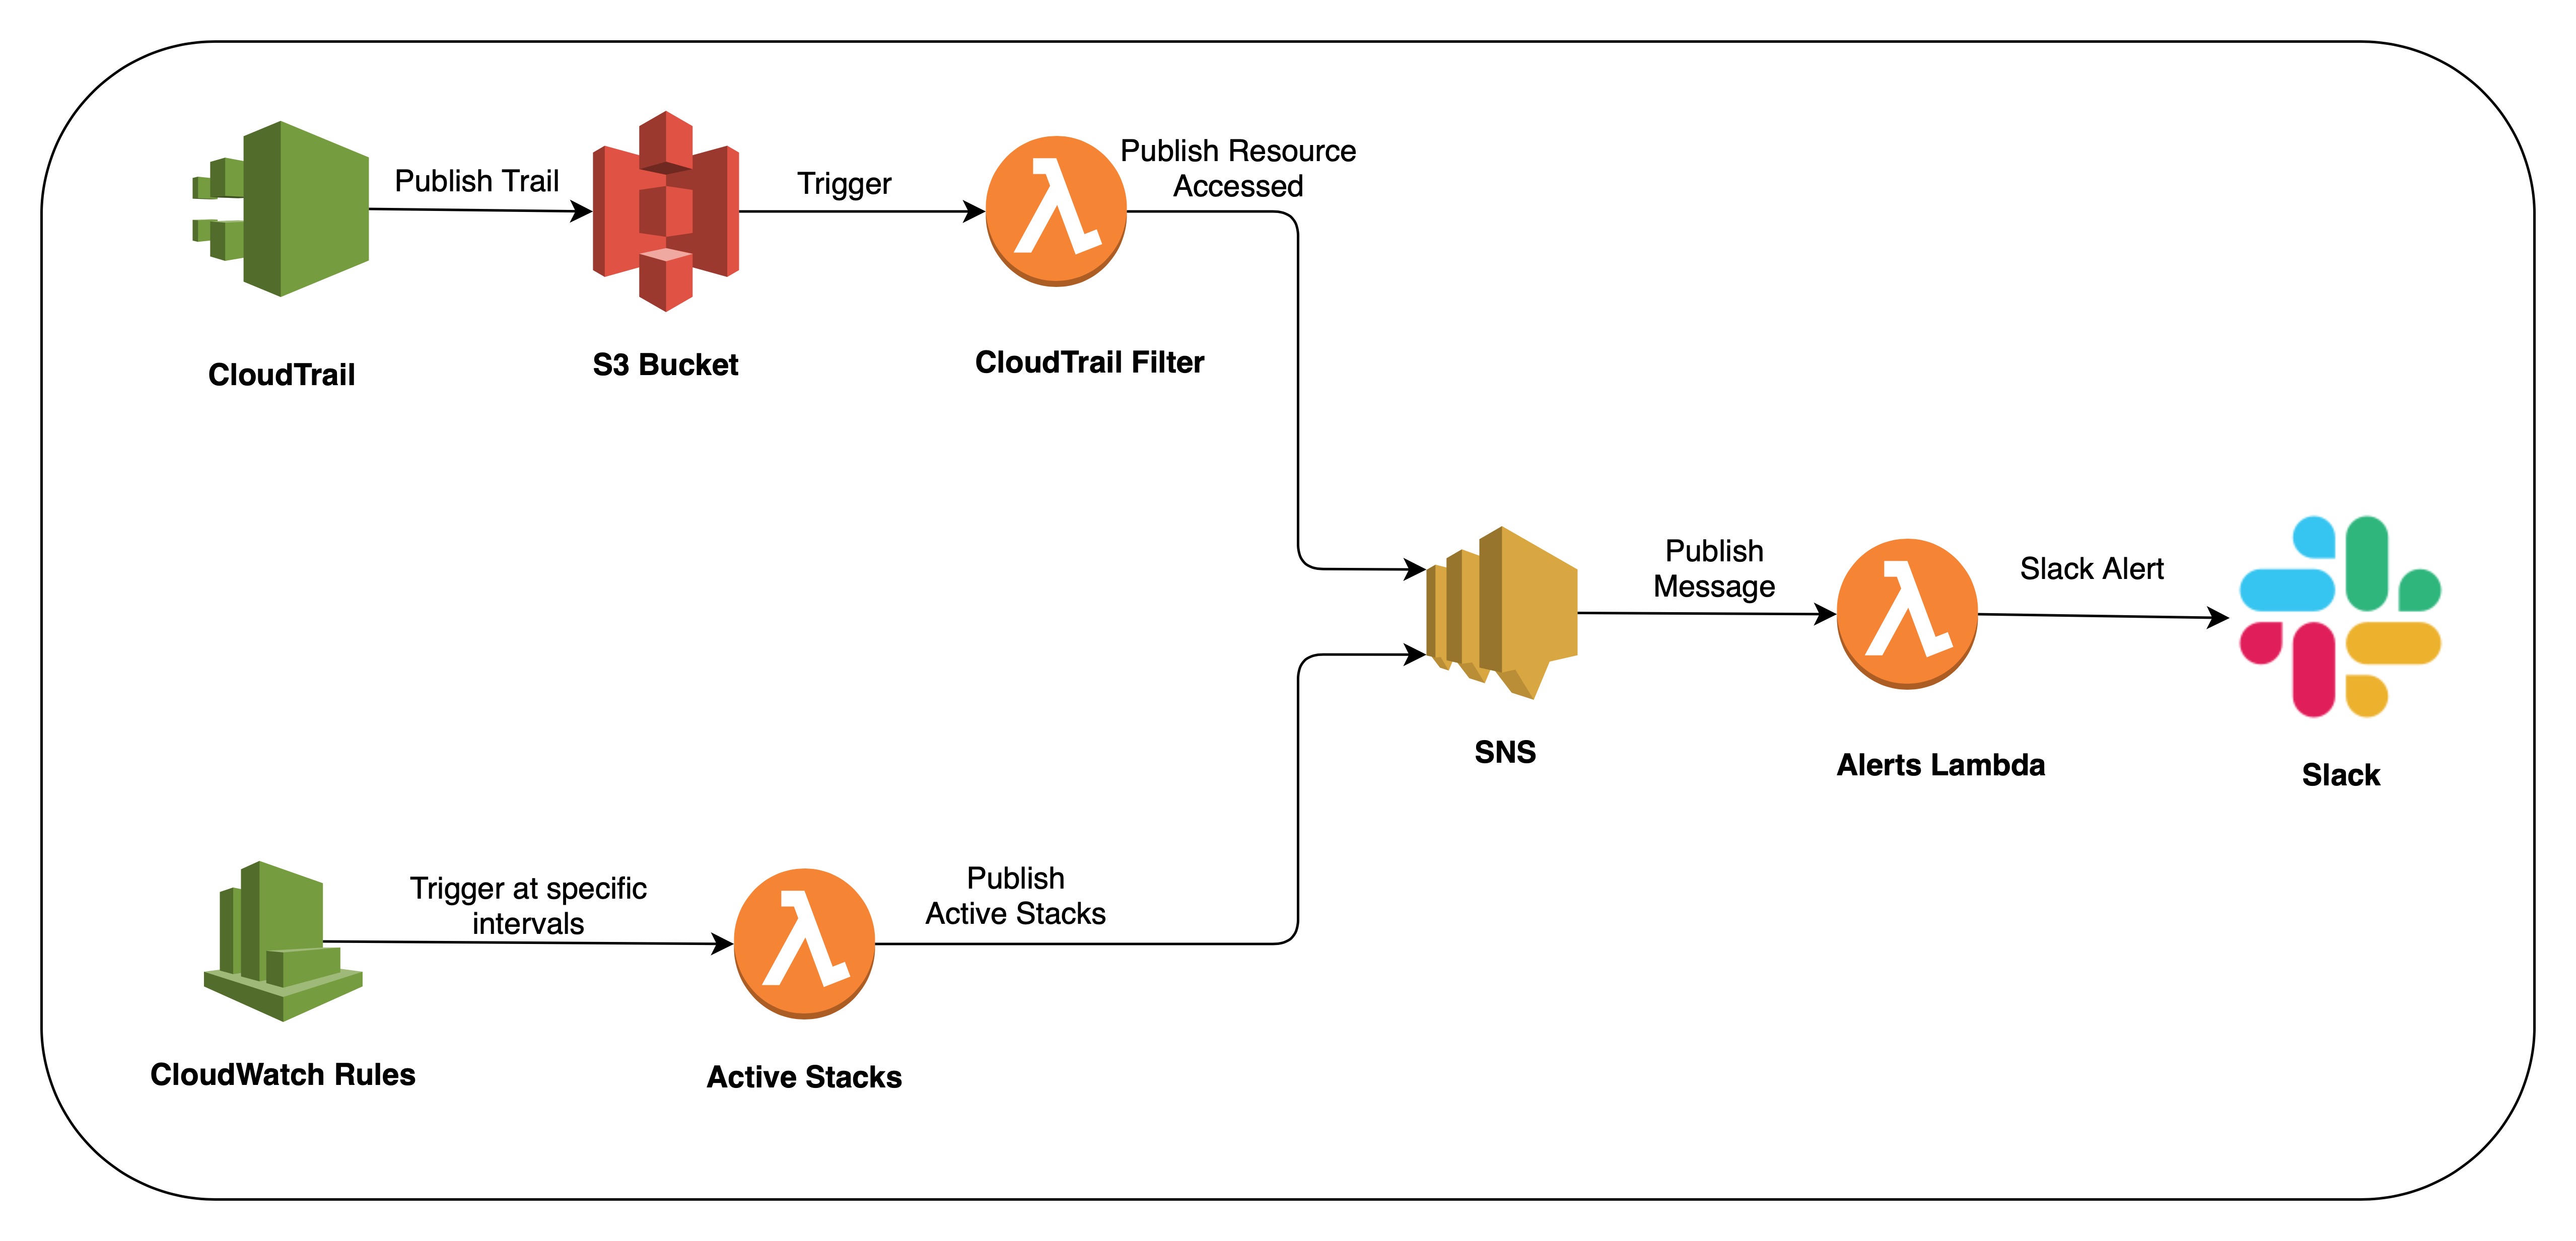 Publish Trail
Trigger
Publish Resource
Accessed
CloudTrail
S3 Bucket
CloudTrail Filter
Publish
Message
Slack Alert
SNS
Alerts Lambda
Slack
Trigger at specific
intervals
Publish
Active Stacks
CloudWatch Rules
Active Stacks